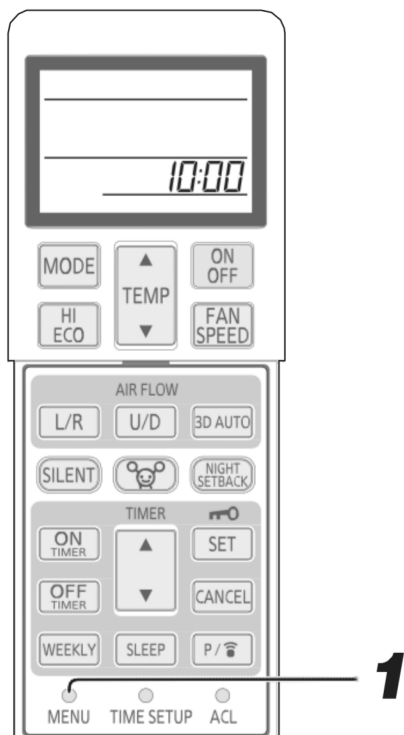 10:00
MODE
TEMP
ON
OFF
HI
ECO
FAN
SPEED
AIR FLOW
L/R
U/D
3D AUTO
SILENT
NIGHT
SETBACK
TIMER
ON
TIMER
SET
OFF
TIMER
CANCEL
WEEKLY
SLEEP
P/
1
MENU
TIME SETUP
ACL